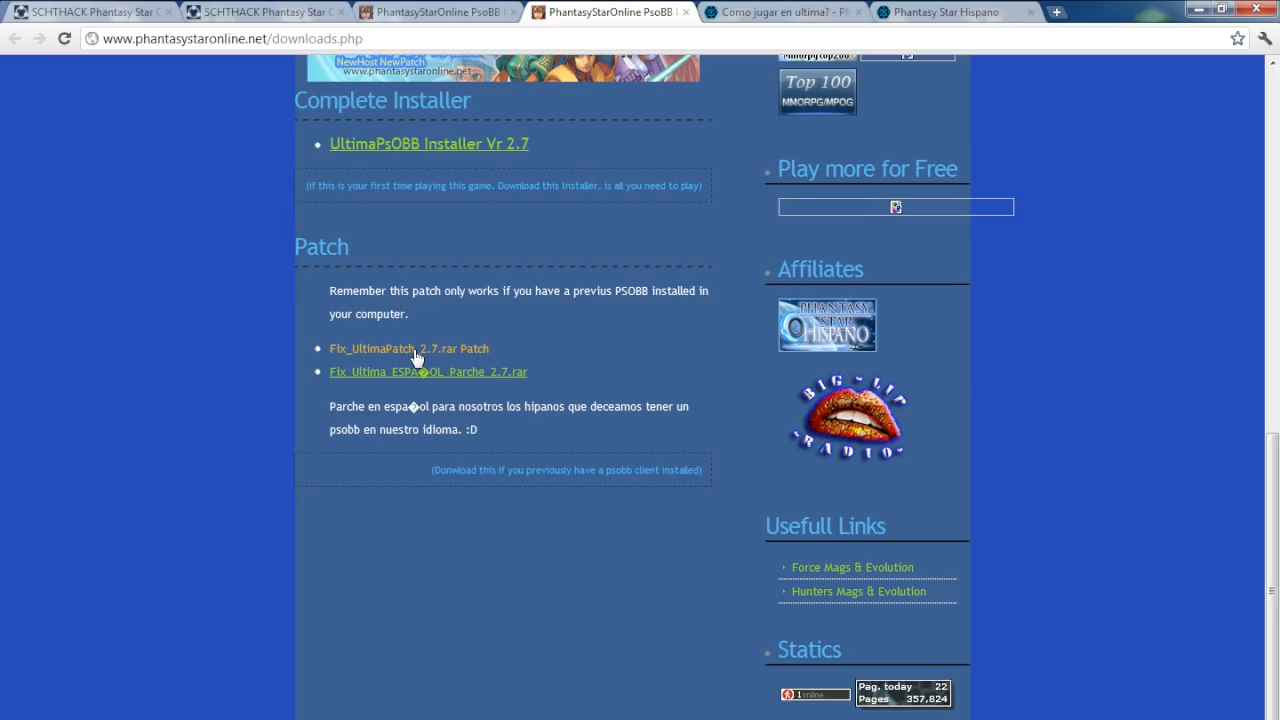 SCHTHACK Phantasy Star C
SCHTHACK Phantasy Star C
PhantasyStarOnline PsoBB
PhantasyStarOnline PsoBB
Como jugar en ultima? - Ph
Phantasy Star Hispano
www.phantasystaronline.net/downloads.php
NewHost NewPatch
www.phantasystaronline.net
Complete Installer
UltimaPsOBB Installer Vr 2.7
(if this is your first time playing this game. Download this Installer. is all you need to play)
Patch
Remember this patch only works if you have a previus PSOBB installed in
your computer.
Fix_UltimaPatch_2.7.rar Patch
Fix_Ultima_ESPA�OL_Parche_2.7.rar
Parche en espa�ol para nosotros los hipanos que deceamos tener un
psobb en nuestro idioma. :D
(Donwload this if you previously have a psobb client installed)
Top 100
MMORPG/MPOG
Play more for Free
Affiliates
PHANTASY
STAR
HISPANO
BIG LIP
RADIO
Usefull Links
Force Mags & Evolution
Hunters Mags & Evolution
Statics
1online
Pag. today 22
Pages 357,824